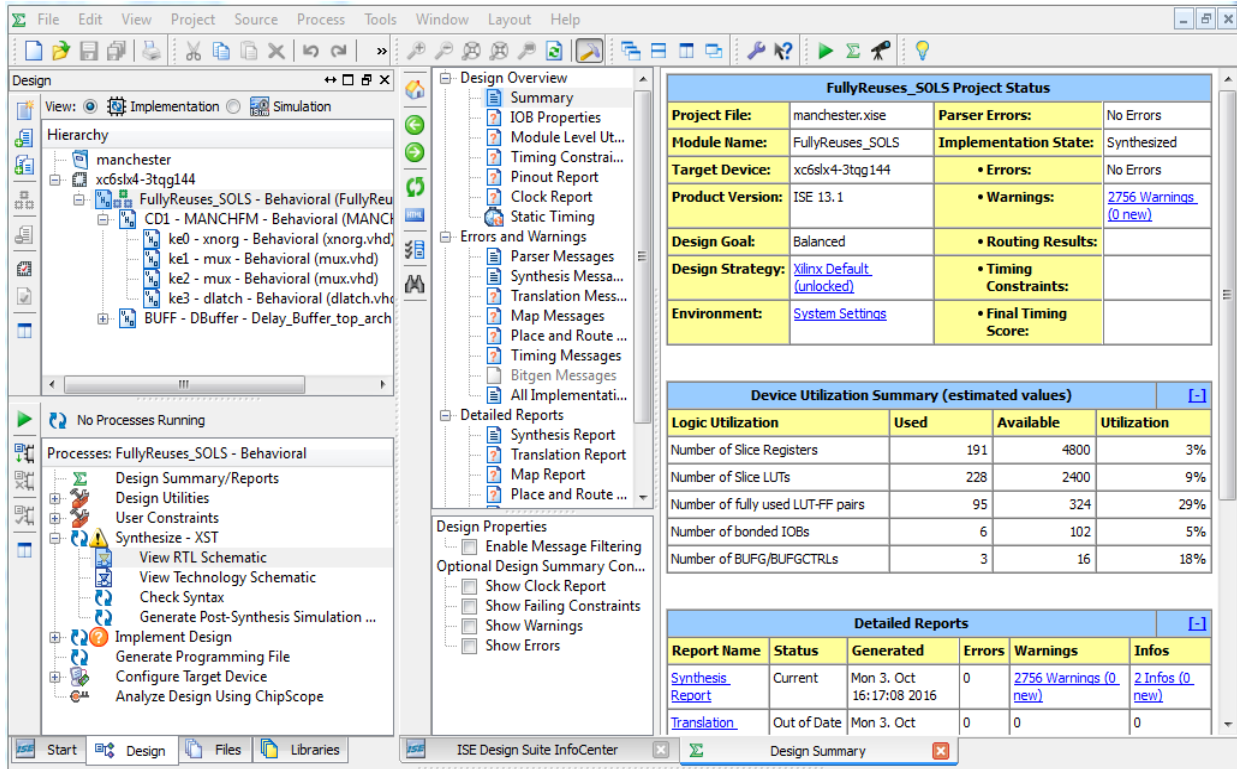 File Edit View Project Source Process Tools Window Layout Help
Design
View: Implementation Simulation
Hierarchy
manchester
xc6slx4-3tqg144
FullyReuses_SOLS - Behavioral (FullyReu
CD1 - MANCHFM - Behavioral (MANCH
ke0 - xnorg - Behavioral (xnorg.vhd)
ke1 - mux - Behavioral (mux.vhd)
ke2 - mux - Behavioral (mux.vhd)
ke3 - dlatch - Behavioral (dlatch.vhd
BUFF - DBuffer - Delay_Buffer_top_arch
No Processes Running
Processes: FullyReuses_SOLS - Behavioral
Design Summary/Reports
Design Utilities
User Constraints
Synthesize - XST
View RTL Schematic
View Technology Schematic
Check Syntax
Generate Post-Synthesis Simulation ...
Implement Design
Generate Programming File
Configure Target Device
Analyze Design Using ChipScope
Start Design Files Libraries
Design Overview
Summary
IOB Properties
Module Level Ut...
Timing Constrai...
Pinout Report
Clock Report
Static Timing
Errors and Warnings
Parser Messages
Synthesis Messa...
Translation Mess...
Map Messages
Place and Route ...
Timing Messages
Bitgen Messages
All Implementati...
Detailed Reports
Synthesis Report
Translation Report
Map Report
Place and Route ...
Design Properties
Enable Message Filtering
Optional Design Summary Con...
Show Clock Report
Show Failing Constraints
Show Warnings
Show Errors
FullyReuses_SOLS Project Status
Project File: manchester.xise Parser Errors: No Errors
Module Name: FullyReuses_SOLS Implementation State: Synthesized
Target Device: xc6slx4-3tqg144 • Errors: No Errors
Product Version: ISE 13.1 • Warnings: 2756 Warnings
(0 new)
Design Goal: Balanced • Routing Results:
Design Strategy: Xilinx Default • Timing
(unlocked) Constraints:
Environment: System Settings • Final Timing
Score:
Device Utilization Summary (estimated values) [-]
Logic Utilization Used Available Utilization
Number of Slice Registers 191 4800 3%
Number of Slice LUTs 228 2400 9%
Number of fully used LUT-FF pairs 95 324 29%
Number of bonded IOBs 6 102 5%
Number of BUFG/BUFGCTRLs 3 16 18%
Detailed Reports [-]
Report Name Status Generated Errors Warnings Infos
Synthesis Current Mon 3. Oct 0 2756 Warnings (0 2 Infos (0
Report 16:17:08 2016 new) new)
Translation Out of Date Mon 3. Oct 0 0 0
ISE Design Suite InfoCenter Design Summary